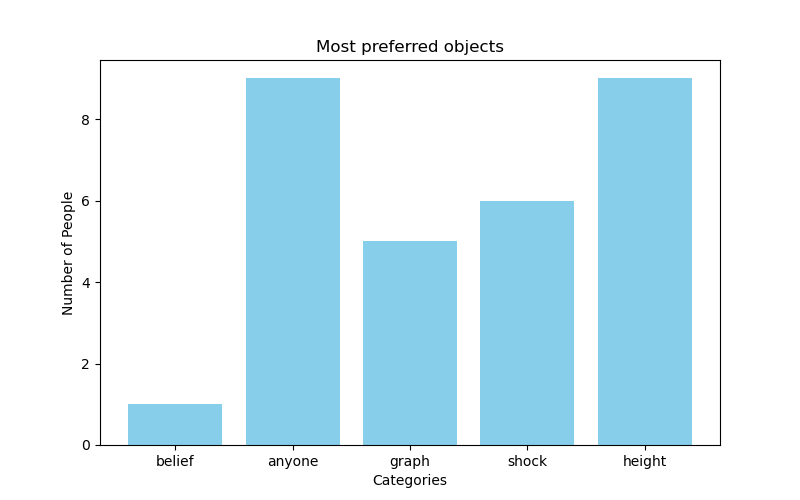 Most preferred objects
Number of People
8
6
4
2
0
belief anyone graph shock height
Categories